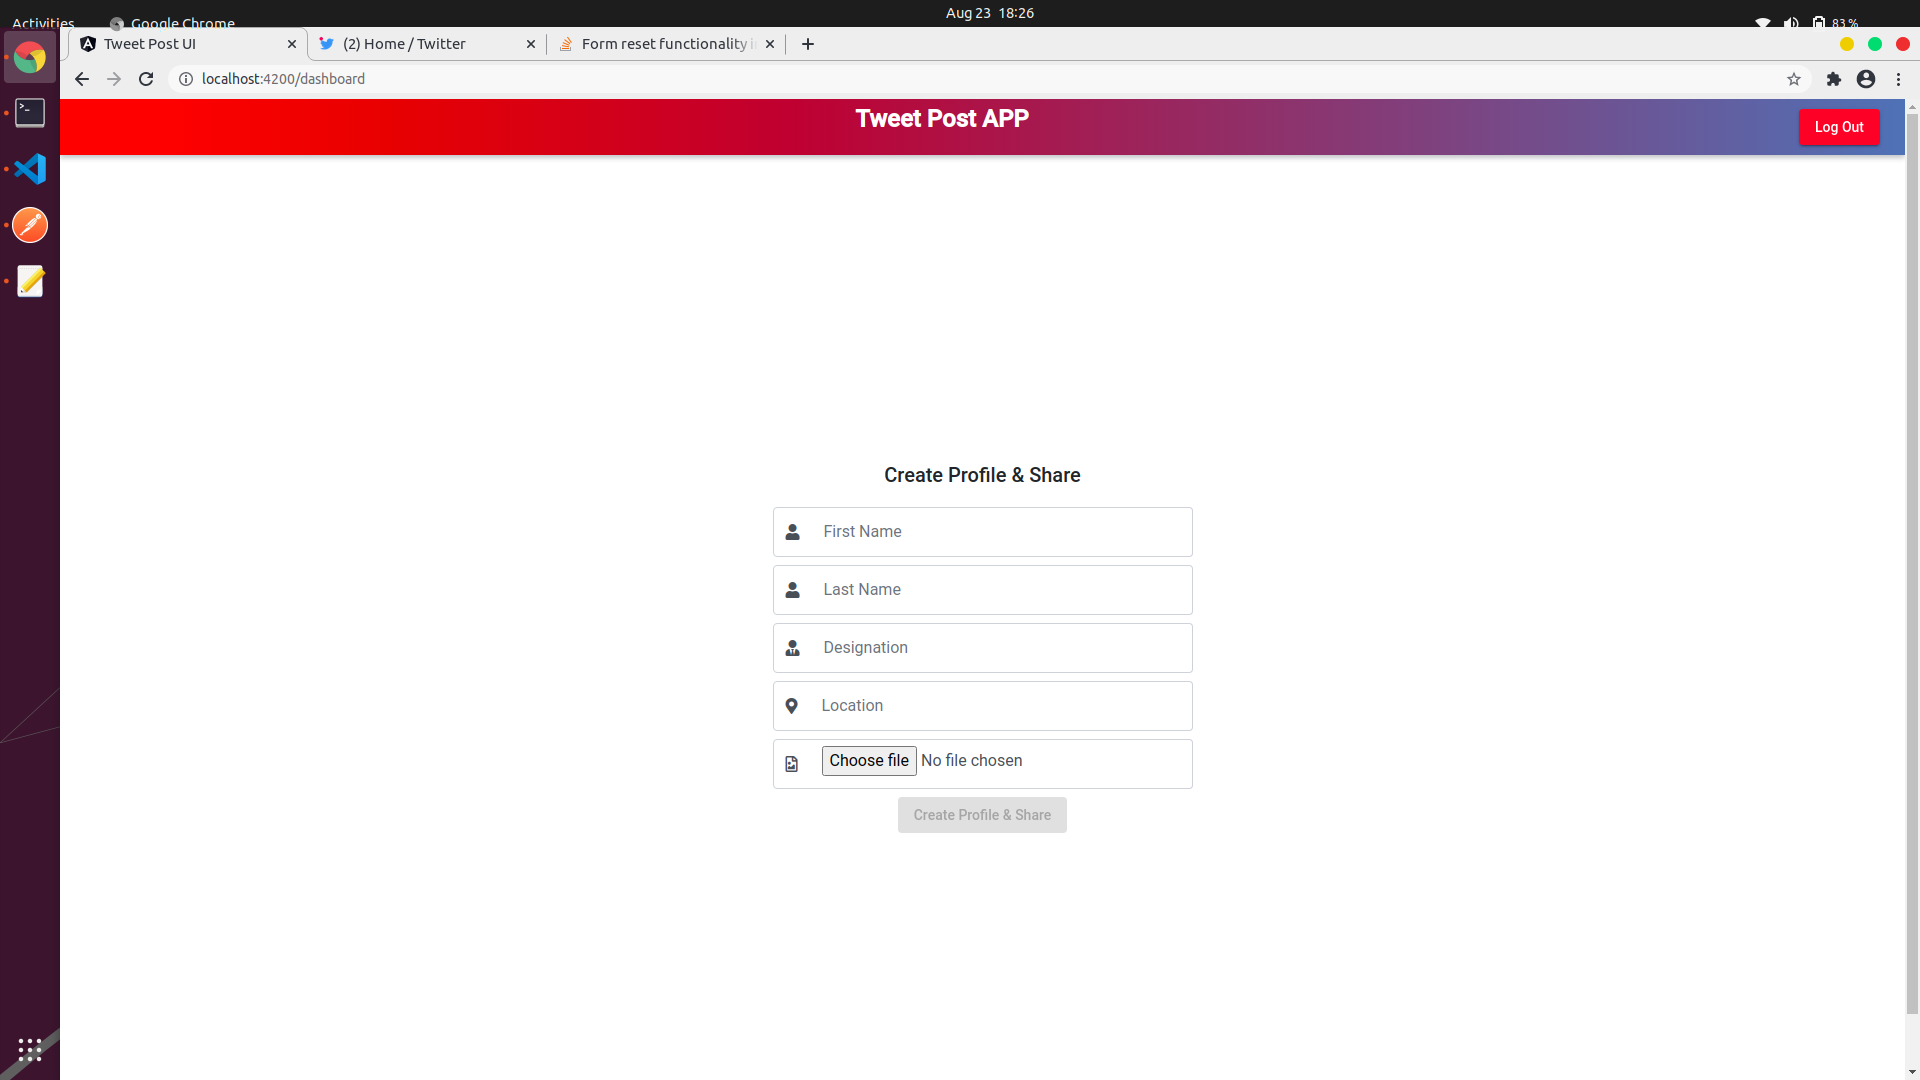 Activities
Google Chrome
Aug 23 18:26
83 %
Tweet Post UI
(2) Home / Twitter
Form reset functionality
localhost:4200/dashboard
Tweet Post APP
Log Out
Create Profile & Share
First Name
Last Name
Designation
Location
Choose file No file chosen
Create Profile & Share